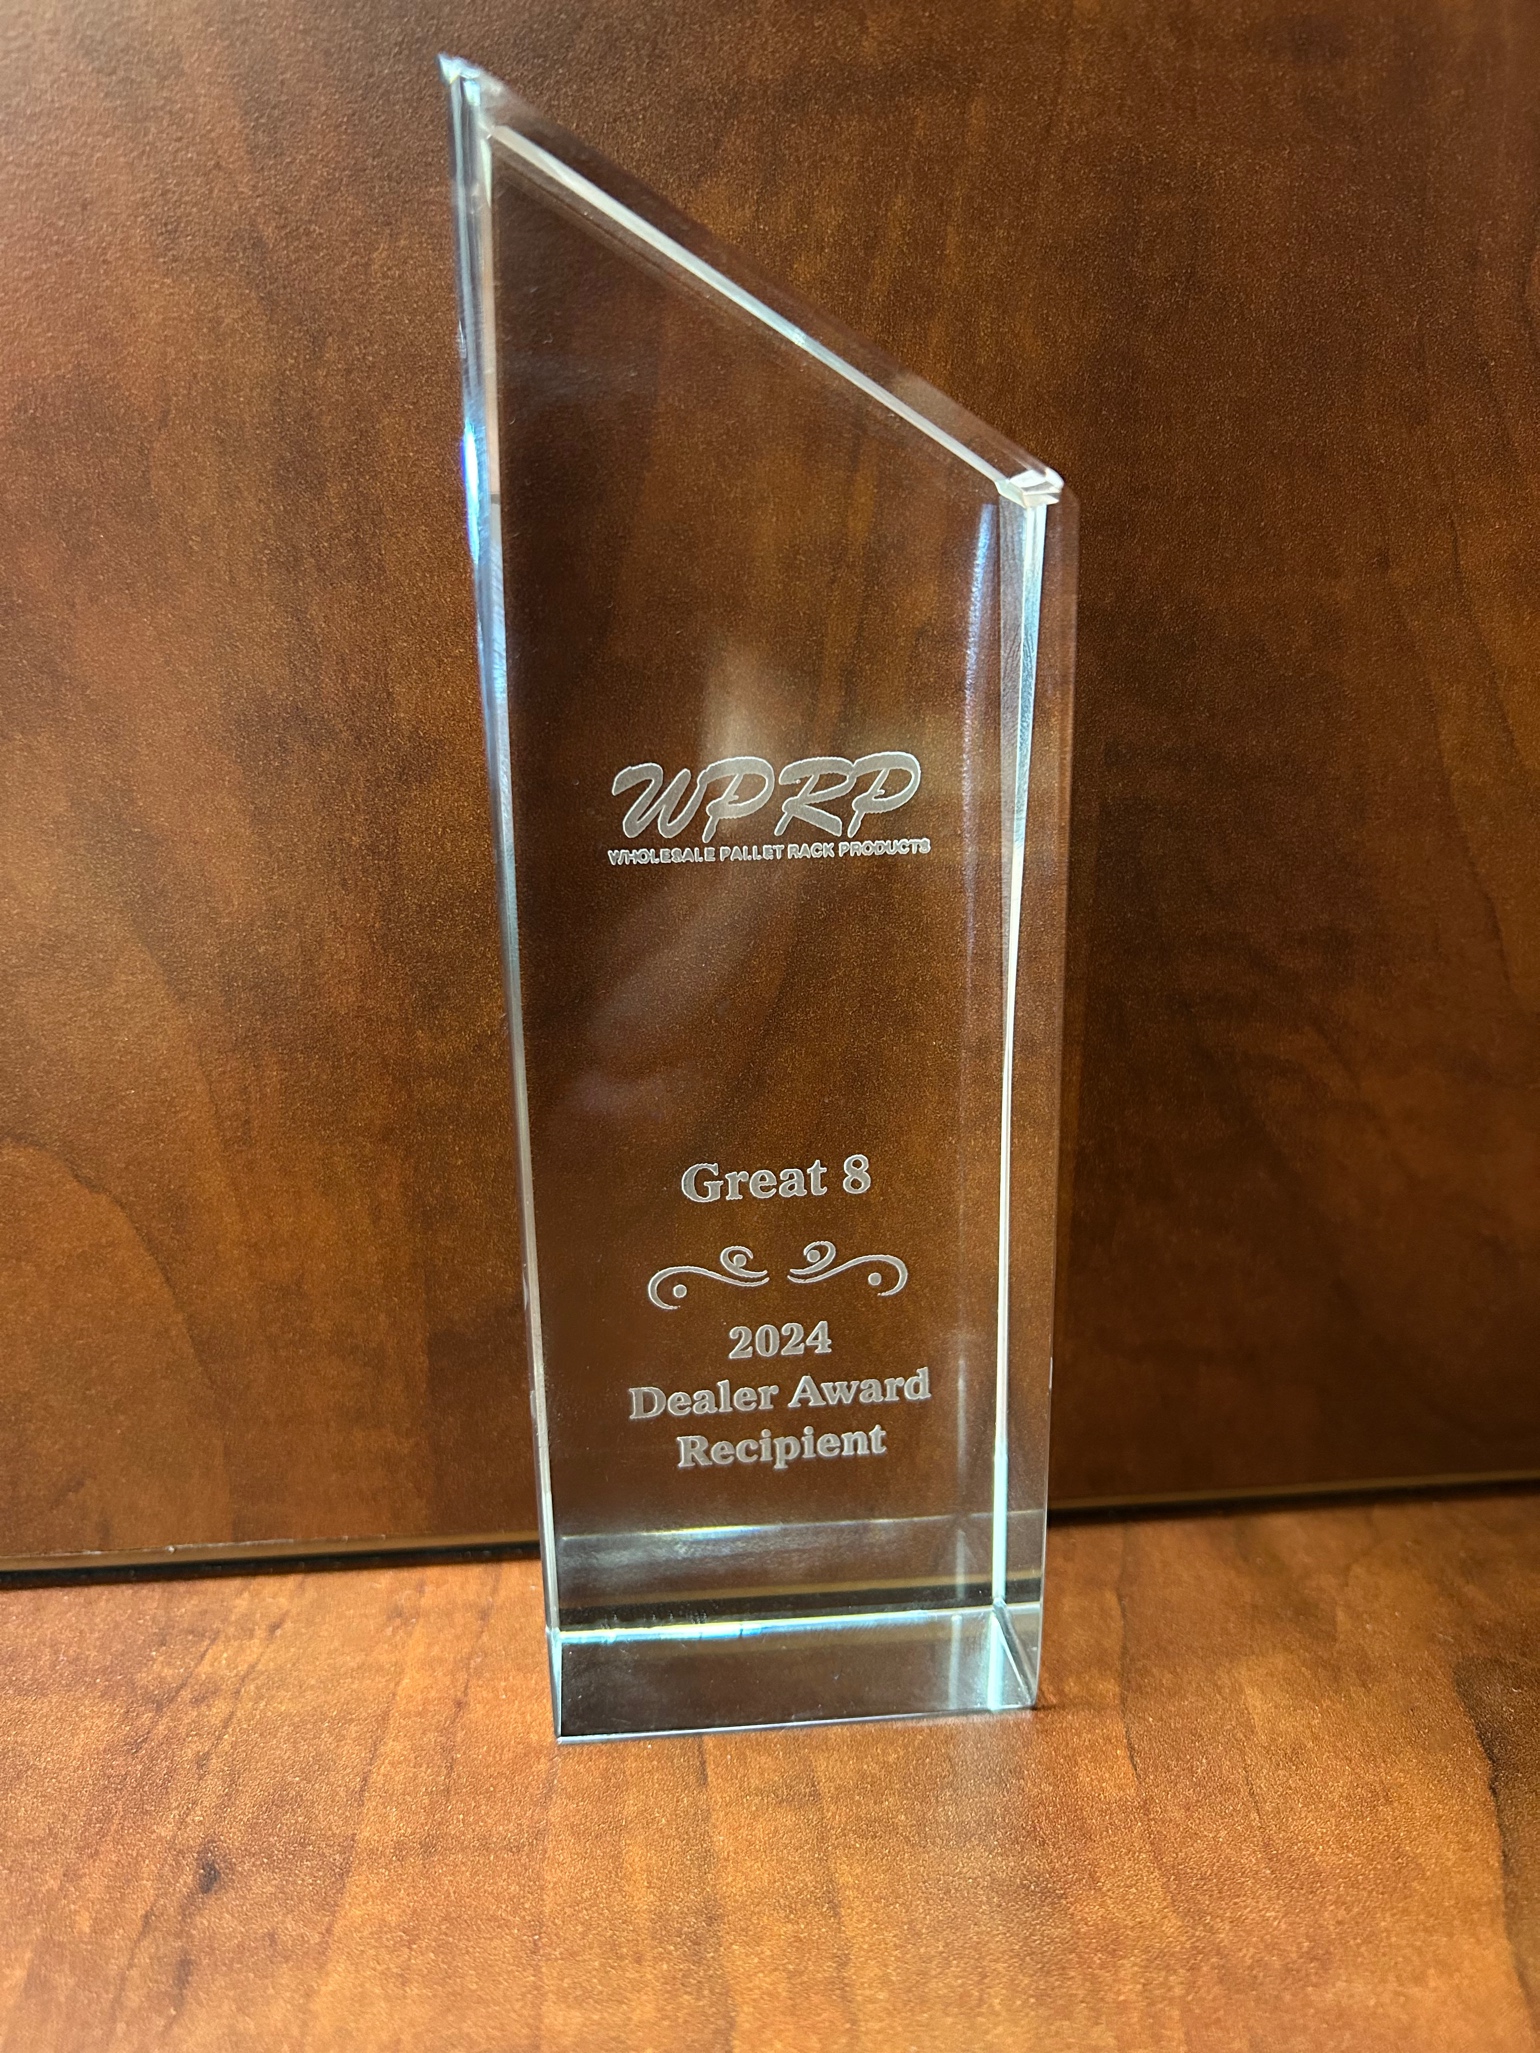 WPRP
WHOLESALE PALLET RACK PRODUCTS
Great 8
2024
Dealer Award
Recipient